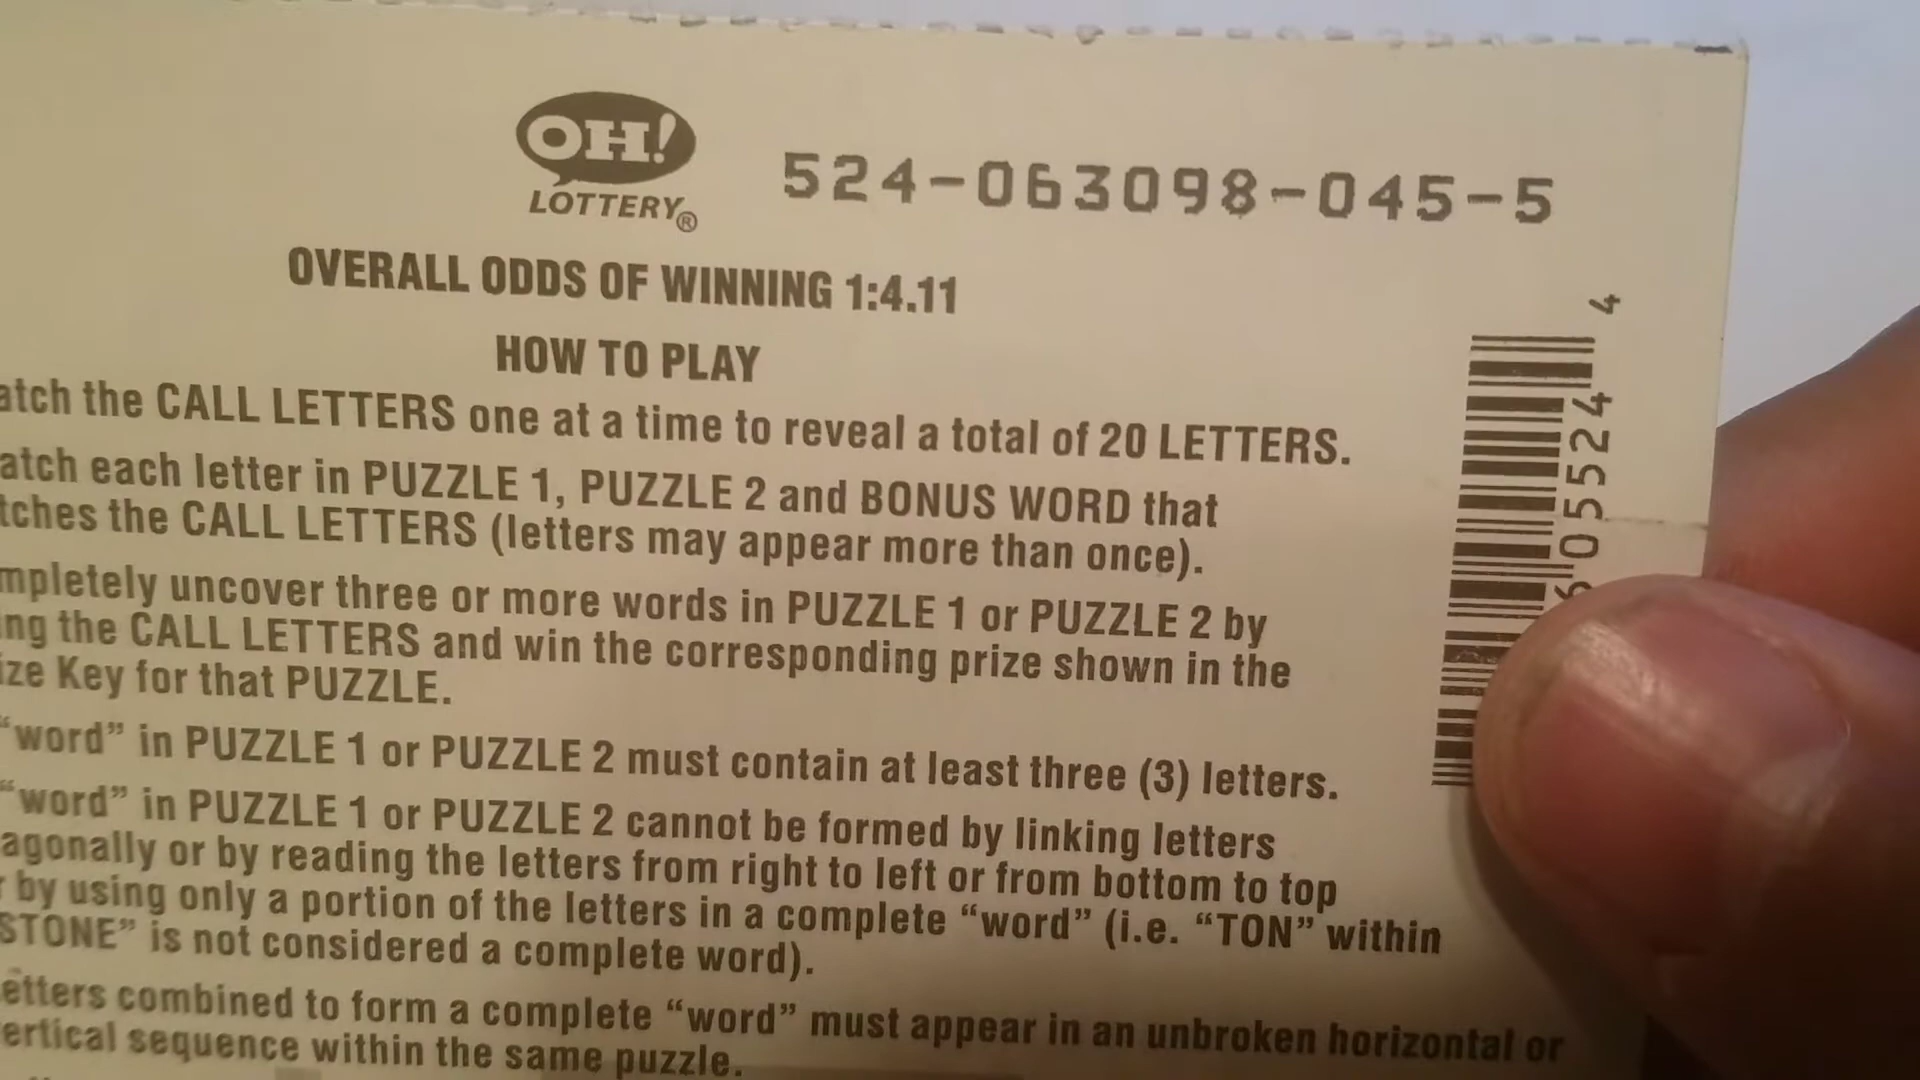 OH!
LOTTERY®
524-063098-045-5
OVERALL ODDS OF WINNING 1:4.11
HOW TO PLAY
atch the CALL LETTERS one at a time to reveal a total of 20 LETTERS.
atch each letter in PUZZLE 1, PUZZLE 2 and BONUS WORD that
tches the CALL LETTERS (letters may appear more than once).
mpletely uncover three or more words in PUZZLE 1 or PUZZLE 2 by
ng the CALL LETTERS and win the corresponding prize shown in the
ize Key for that PUZZLE.
“word” in PUZZLE 1 or PUZZLE 2 must contain at least three (3) letters.
“word” in PUZZLE 1 or PUZZLE 2 cannot be formed by linking letters
agonally or by reading the letters from right to left or from bottom to top
r by using only a portion of the letters in a complete “word” (i.e. “TON” within
STONE” is not considered a complete word).
etters combined to form a complete “word” must appear in an unbroken horizontal or
ertical sequence within the same puzzle.
05524 4